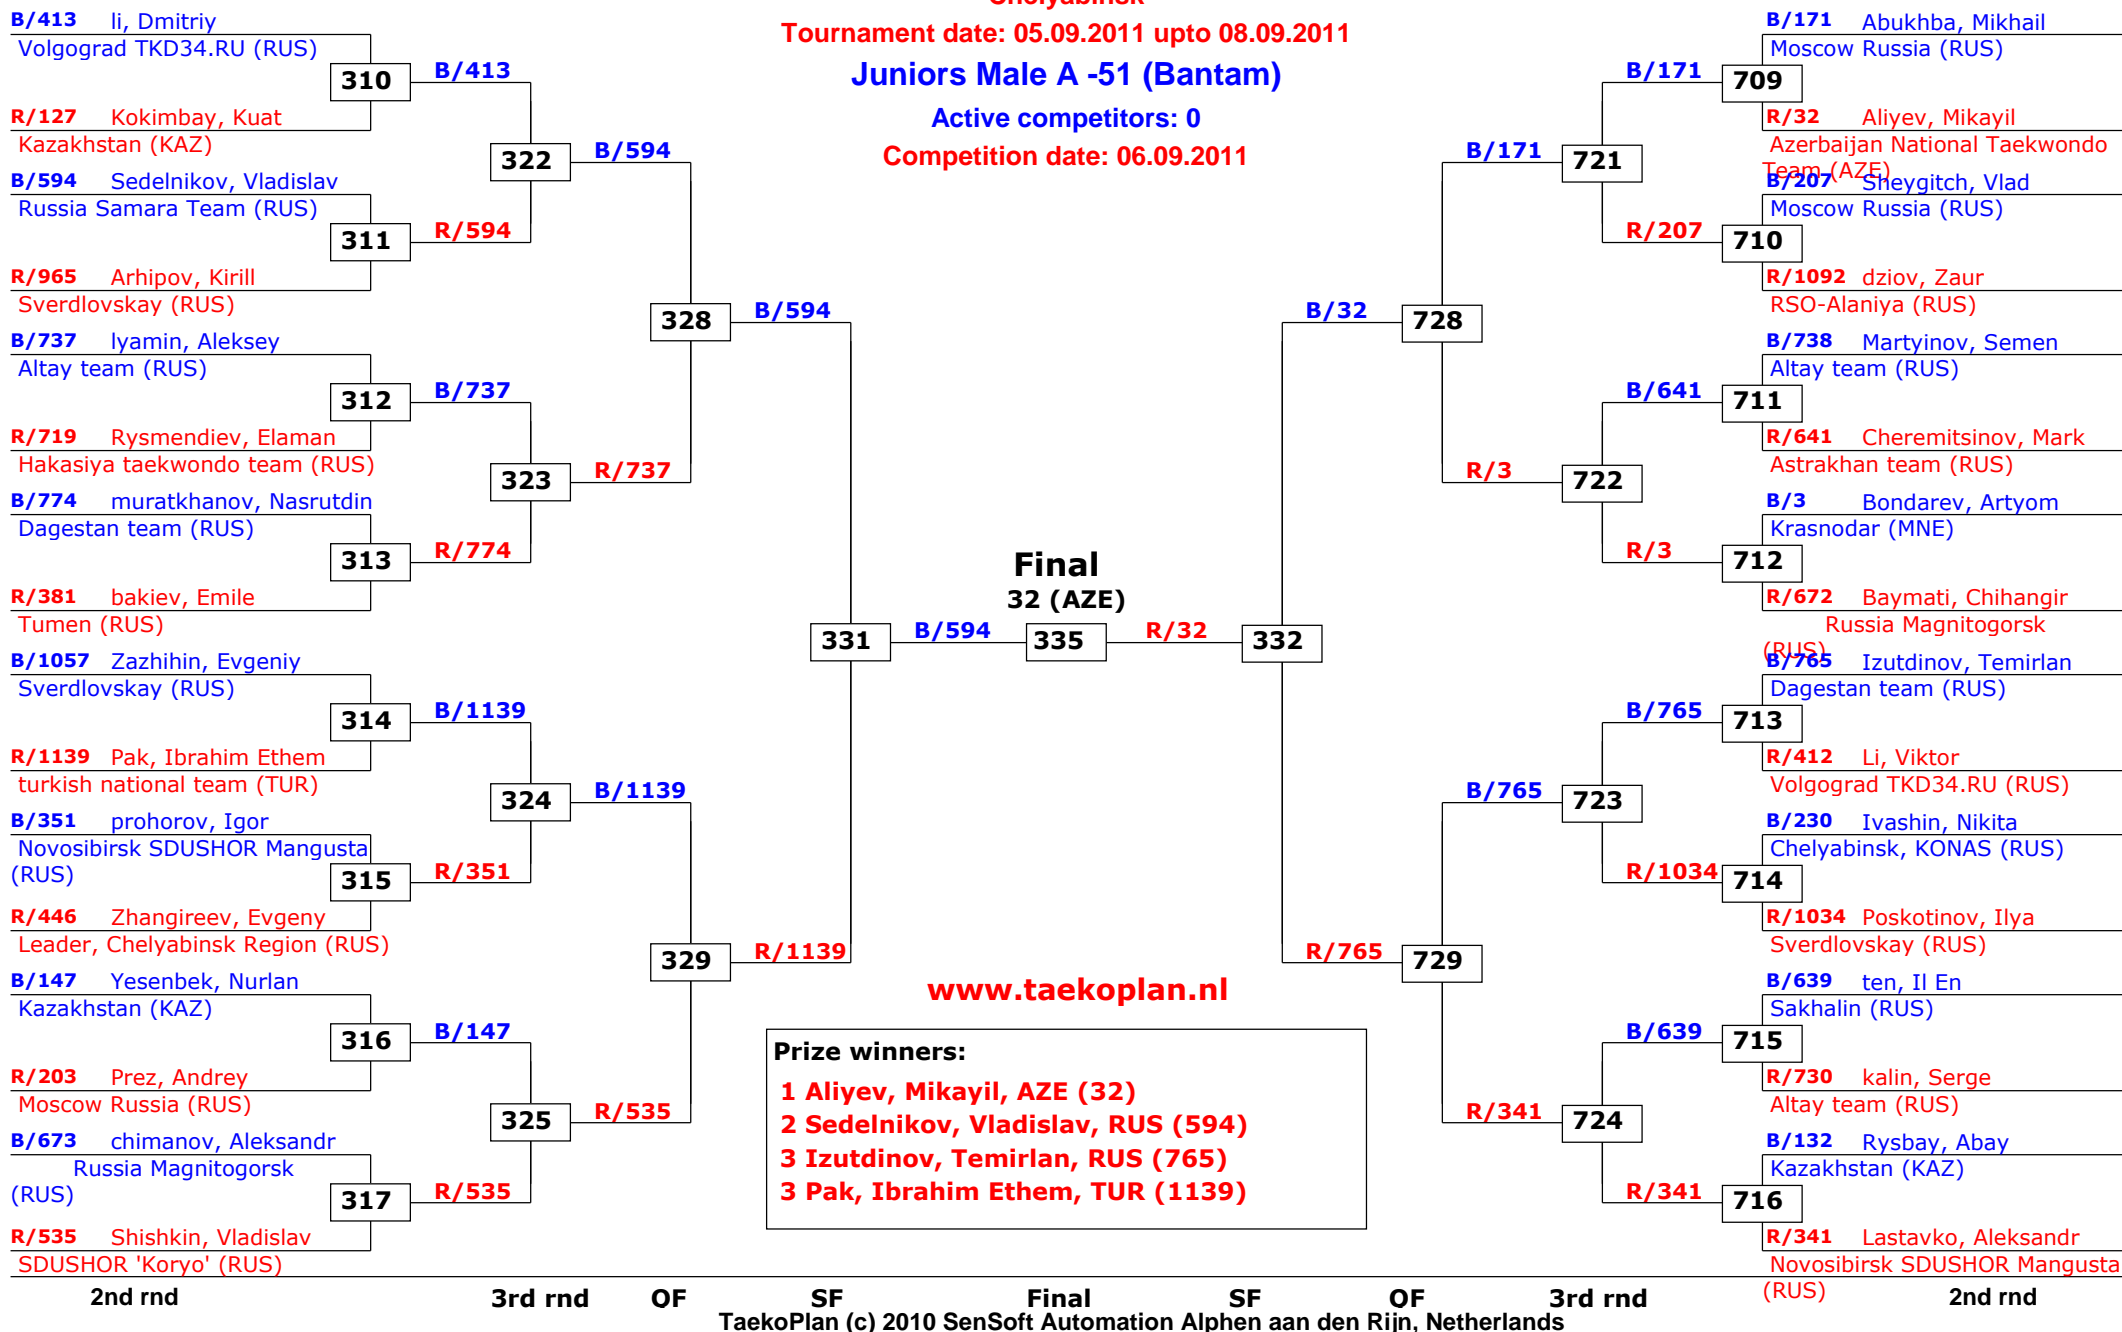 Chelyabinsk
Tournament date: 05.09.2011 upto 08.09.2011
Juniors Male A -51 (Bantam)
Active competitors: 0
Competition date: 06.09.2011
B/413 li, Dmitriy
Volgograd TKD34.RU (RUS)
310
R/127 Kokimbay, Kuat
Kazakhstan (KAZ)
B/594 Sedelnikov, Vladislav
Russia Samara Team (RUS)
311
R/965 Arhipov, Kirill
Sverdlovskay (RUS)
B/737 lyamin, Aleksey
Altay team (RUS)
312
R/719 Rysmendiev, Elaman
Hakasiya taekwondo team (RUS)
B/774 muratkhanov, Nasrutdin
Dagestan team (RUS)
313
R/381 bakiev, Emile
Tumen (RUS)
B/1057 Zazhihin, Evgeniy
Sverdlovskay (RUS)
314
R/1139 Pak, Ibrahim Ethem
turkish national team (TUR)
B/351 prohorov, Igor
Novosibirsk SDUSHOR Mangusta
(RUS)
315
R/446 Zhangireev, Evgeny
Leader, Chelyabinsk Region (RUS)
B/147 Yesenbek, Nurlan
Kazakhstan (KAZ)
316
R/203 Prez, Andrey
Moscow Russia (RUS)
B/673 chimanov, Aleksandr
Russia Magnitogorsk
(RUS)
317
R/535 Shishkin, Vladislav
SDUSHOR 'Koryo' (RUS)
B/413
322
R/594
B/737
323
R/774
B/1139
324
R/351
B/147
325
R/535
B/594
328
R/737
B/1139
329
R/535
B/594
331
R/1139
B/594
Final
32 (AZE)
335
R/32
332
B/32
R/765
B/171
728
R/3
B/765
729
R/341
B/171
721
R/207
B/641
722
R/3
B/765
723
R/1034
B/639
724
R/341
B/171 Abukhba, Mikhail
Moscow Russia (RUS)
709
R/32 Aliyev, Mikayil
Azerbaijan National Taekwondo
Team (AZE)
B/207 Sheygitch, Vlad
Moscow Russia (RUS)
710
R/1092 dziov, Zaur
RSO-Alaniya (RUS)
B/738 Martyinov, Semen
Altay team (RUS)
711
R/641 Cheremitsinov, Mark
Astrakhan team (RUS)
B/3 Bondarev, Artyom
Krasnodar (MNE)
712
R/672 Baymati, Chihangir
Russia Magnitogorsk
(RUS)
B/765 Izutdinov, Temirlan
Dagestan team (RUS)
713
R/412 Li, Viktor
Volgograd TKD34.RU (RUS)
B/230 Ivashin, Nikita
Chelyabinsk, KONAS (RUS)
714
R/1034 Poskotinov, Ilya
Sverdlovskay (RUS)
B/639 ten, Il En
Sakhalin (RUS)
715
R/730 kalin, Serge
Altay team (RUS)
B/132 Rysbay, Abay
Kazakhstan (KAZ)
716
R/341 Lastavko, Aleksandr
Novosibirsk SDUSHOR Mangusta
(RUS)
www.taekoplan.nl
Prize winners:
1 Aliyev, Mikayil, AZE (32)
2 Sedelnikov, Vladislav, RUS (594)
3 Izutdinov, Temirlan, RUS (765)
3 Pak, Ibrahim Ethem, TUR (1139)
2nd rnd 3rd rnd QF SF Final SF QF 3rd rnd 2nd rnd
TaekoPlan (c) 2010 SenSoft Automation Alphen aan den Rijn, Netherlands